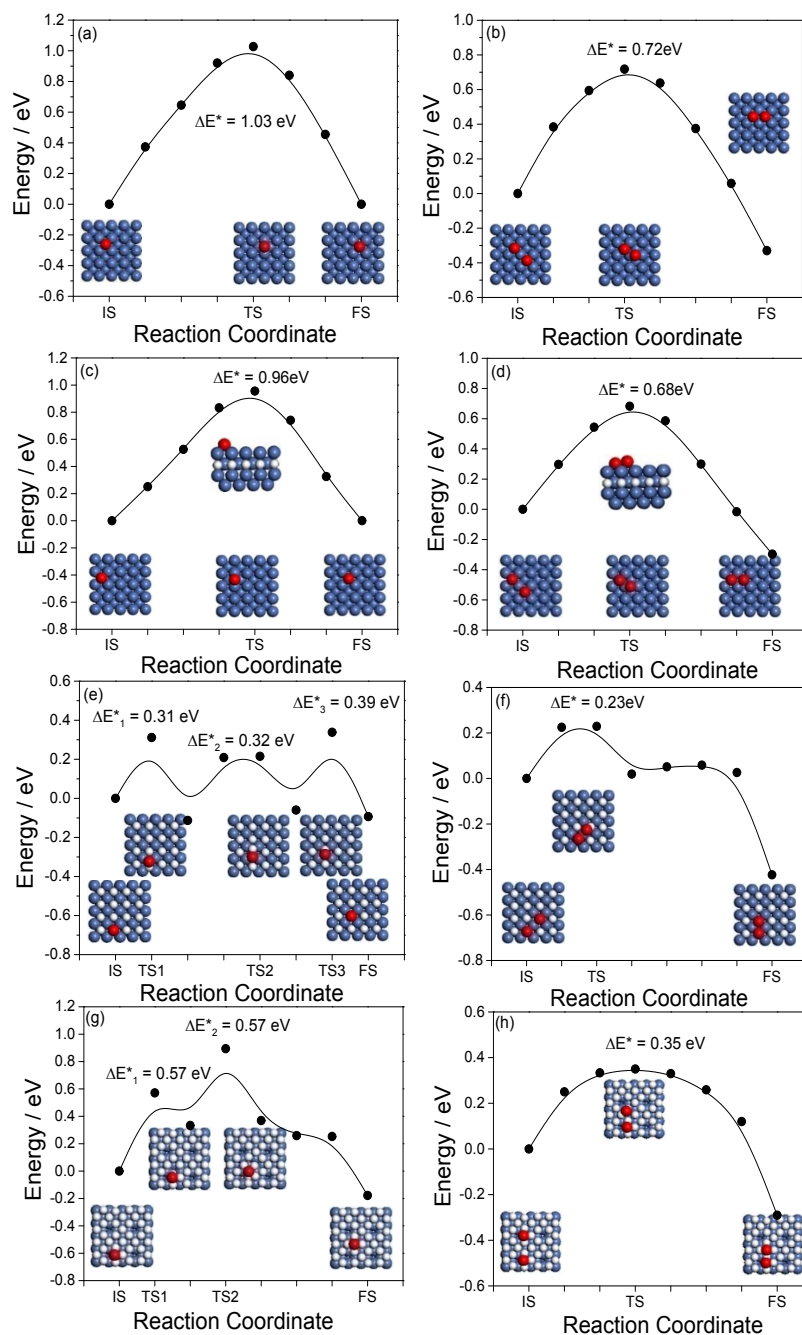 (a)
ΔE* = 1.03 eV
1.2
1.0
0.8
0.6
0.4
0.2
0.0
-0.2
-0.4
-0.6
Energy / eV
IS
TS
FS
Reaction Coordinate
(b)
ΔE* = 0.72eV
1.0
0.8
0.6
0.4
0.2
0.0
-0.2
-0.4
-0.6
Energy / eV
IS
TS
FS
Reaction Coordinate
(c)
ΔE* = 0.96eV
1.2
1.0
0.8
0.6
0.4
0.2
0.0
-0.2
-0.4
-0.6
-0.8
Energy / eV
IS
TS
FS
Reaction Coordinate
(d)
ΔE* = 0.68eV
1.0
0.8
0.6
0.4
0.2
0.0
-0.2
-0.4
-0.6
-0.8
Energy / eV
IS
TS
FS
Reaction Coordinate
(e)
ΔE*1 = 0.31 eV
ΔE*2 = 0.32 eV
ΔE*3 = 0.39 eV
0.6
0.4
0.2
0.0
-0.2
-0.4
-0.6
-0.8
Energy / eV
IS
TS1
TS2
TS3
FS
Reaction Coordinate
(f)
ΔE* = 0.23eV
0.4
0.2
0.0
-0.2
-0.4
-0.6
-0.8
Energy / eV
IS
TS
FS
Reaction Coordinate
(g)
ΔE*2 = 0.57 eV
ΔE*1 = 0.57 eV
1.2
1.0
0.8
0.6
0.4
0.2
0.0
-0.2
-0.4
-0.6
-0.8
Energy / eV
IS
TS1
TS2
FS
Reaction Coordinate
(h)
ΔE* = 0.35 eV
0.6
0.4
0.2
0.0
-0.2
-0.4
-0.6
Energy / eV
IS
TS
FS
Reaction Coordinate